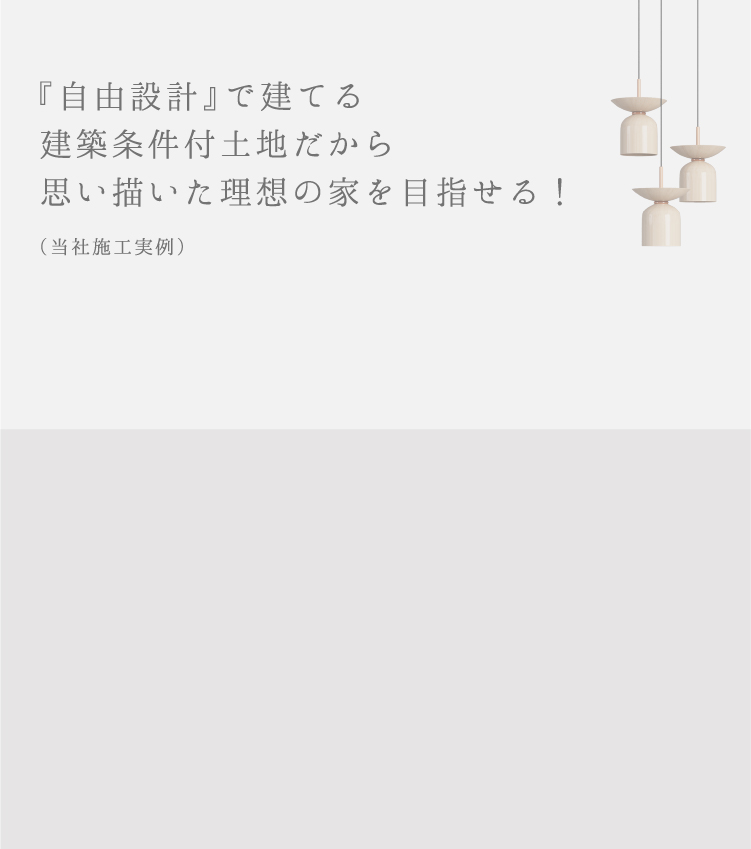 『自由設計』で建てる
建築条件付土地だから
思い描いた理想の家を目指せる！
（当社施工実例）